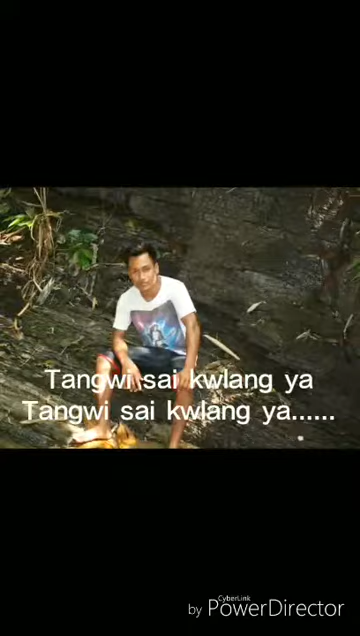 Tangwi sai kwlang ya
Tangwi sai kwlang ya......
CyberLink
by PowerDirector